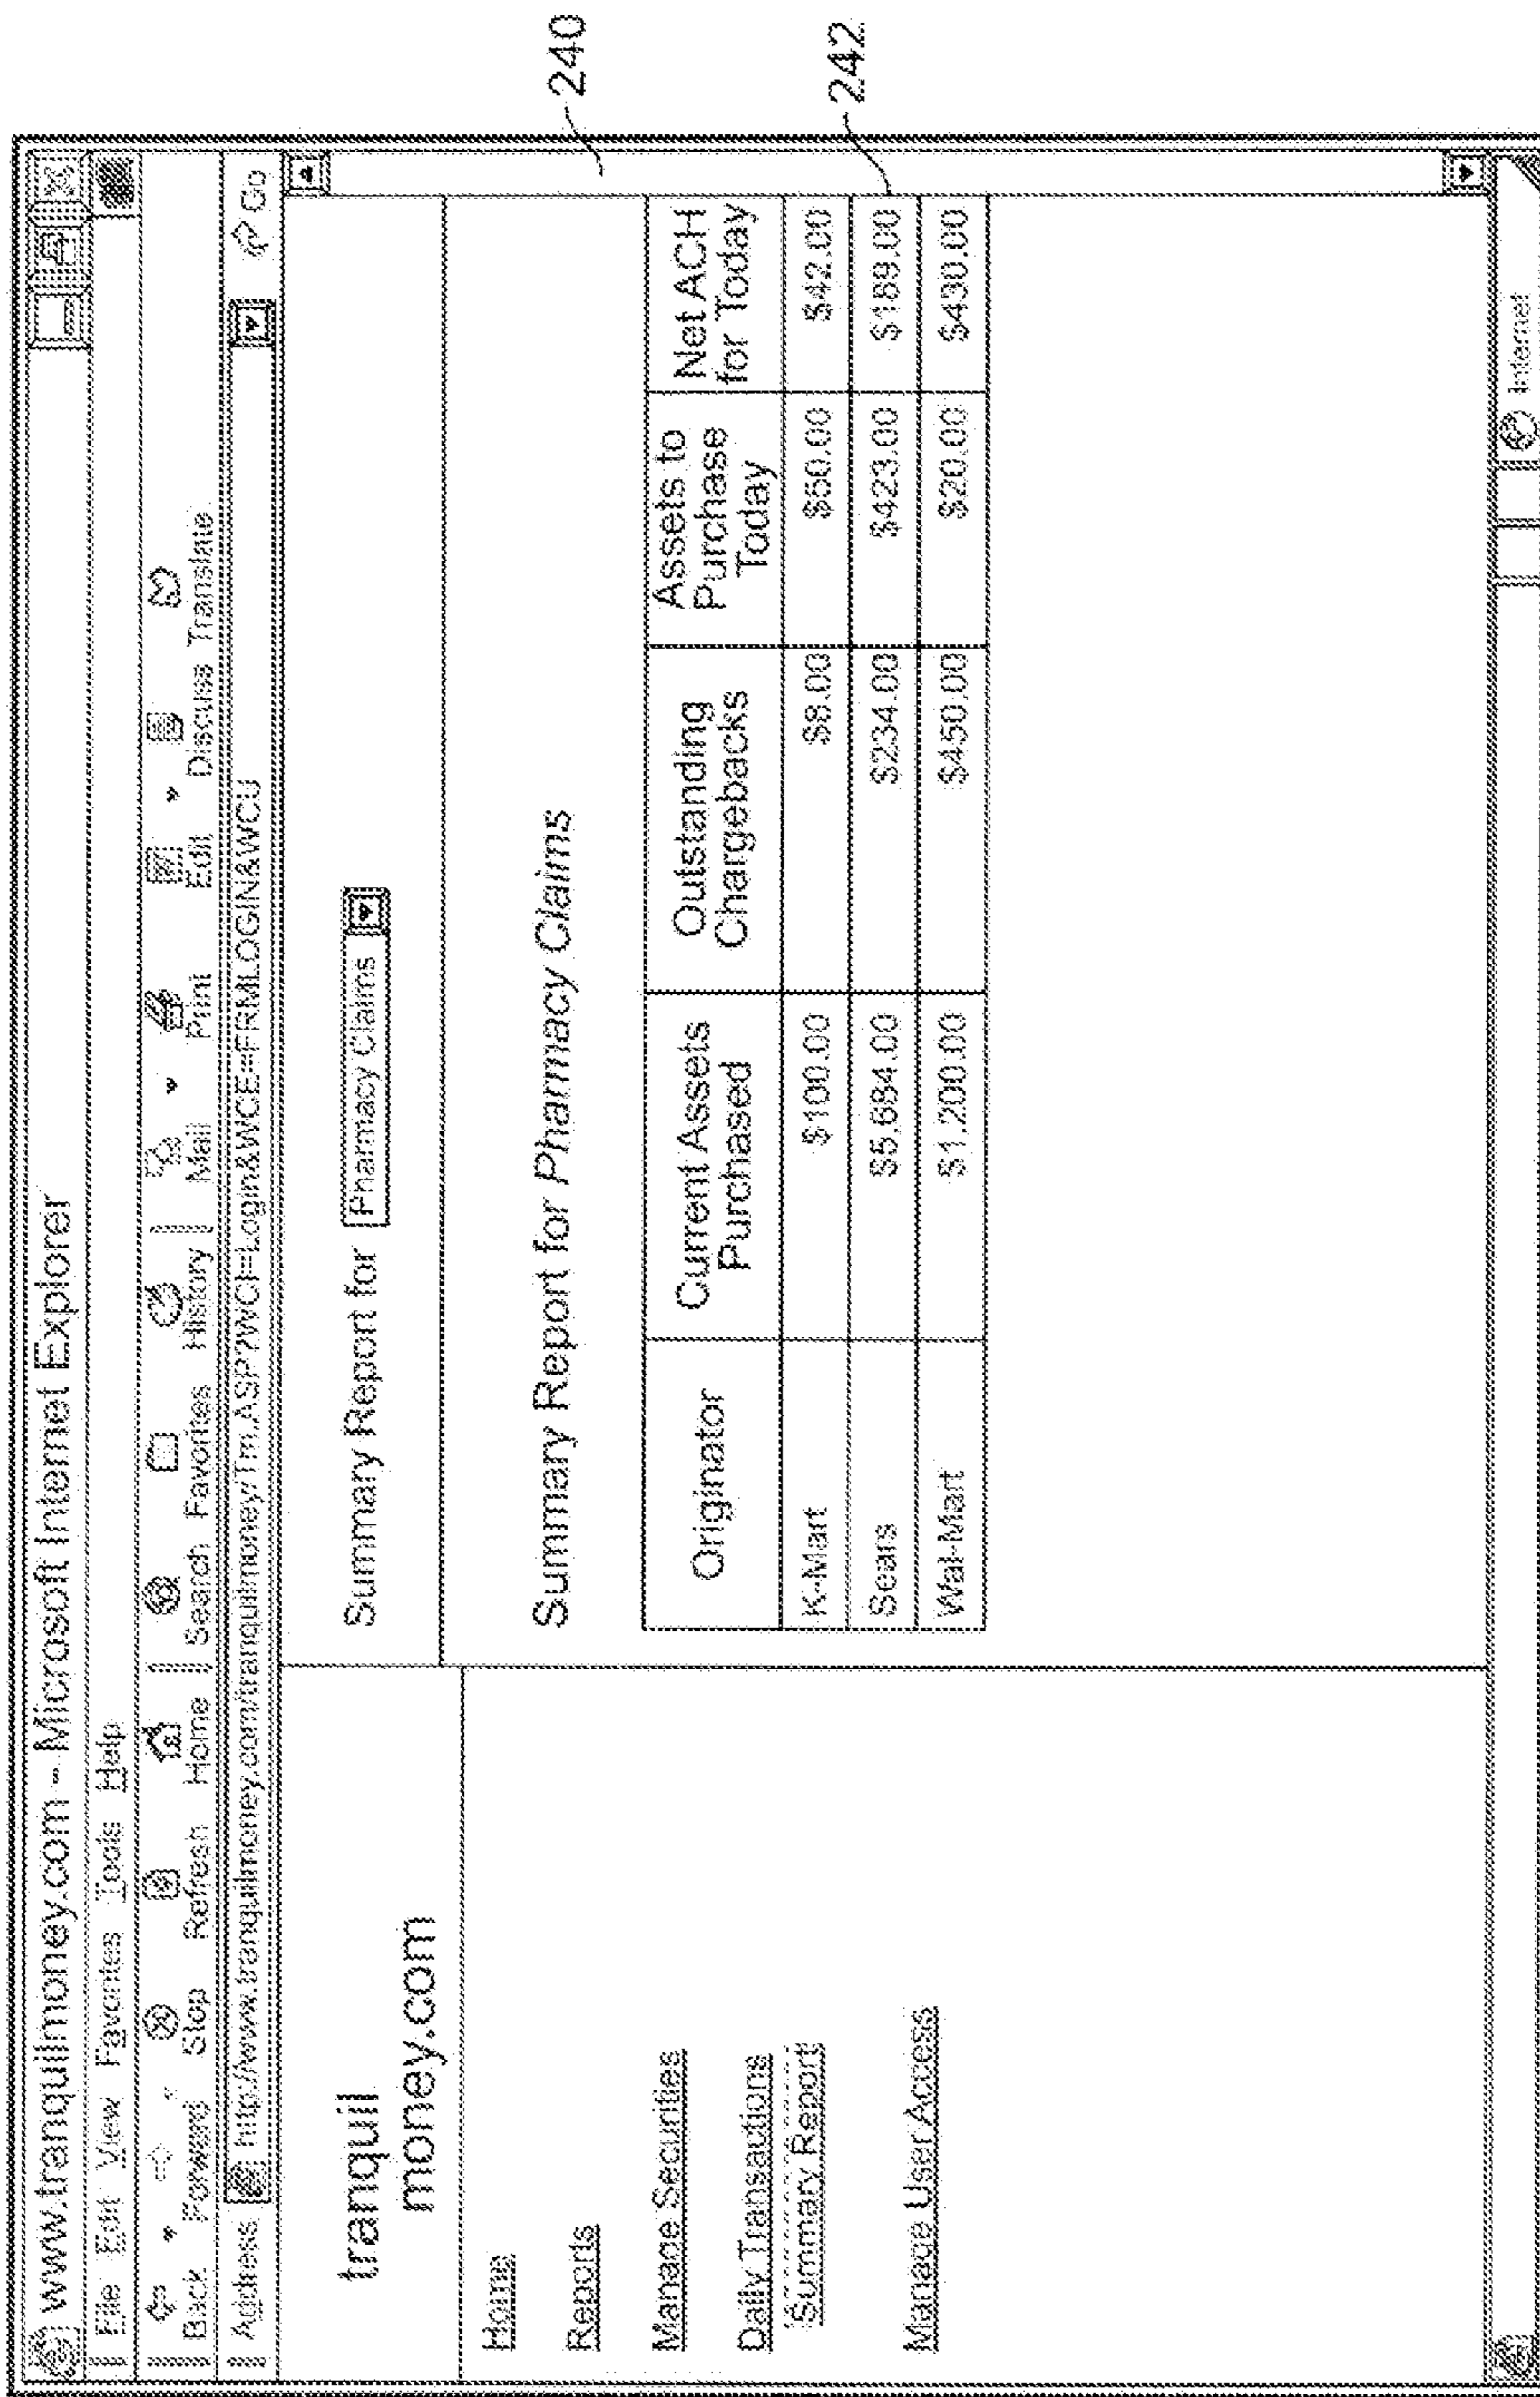 www.tranquilmoney.com - Microsoft Internet Explorer
File Edit View Favorites Tools Help
Back Forward Stop Refresh Home Search Favorites History Mail Print Edit Discuss Translate
Address http://www.tranquilmoney.com/tranquilmoney/Tm.ASP?WCI=Login&WCE=FRMLOGIN&WCU Go
tranquil
money.com
Home
Reports
Manage Securities
Daily Transactions
Summary Report
Manage User Access
Summary Report for Pharmacy Claims
Summary Report for Pharmacy Claims
Originator Current Assets Purchased Outstanding Chargebacks Assets to Purchase Today Net ACH for Today
K-Mart $100.00 $8.00 $50.00 $42.00
Sears $5,684.00 $234.00 $423.00 $189.00
Wal-Mart $1,200.00 $450.00 $20.00 $430.00
Internet
240
242